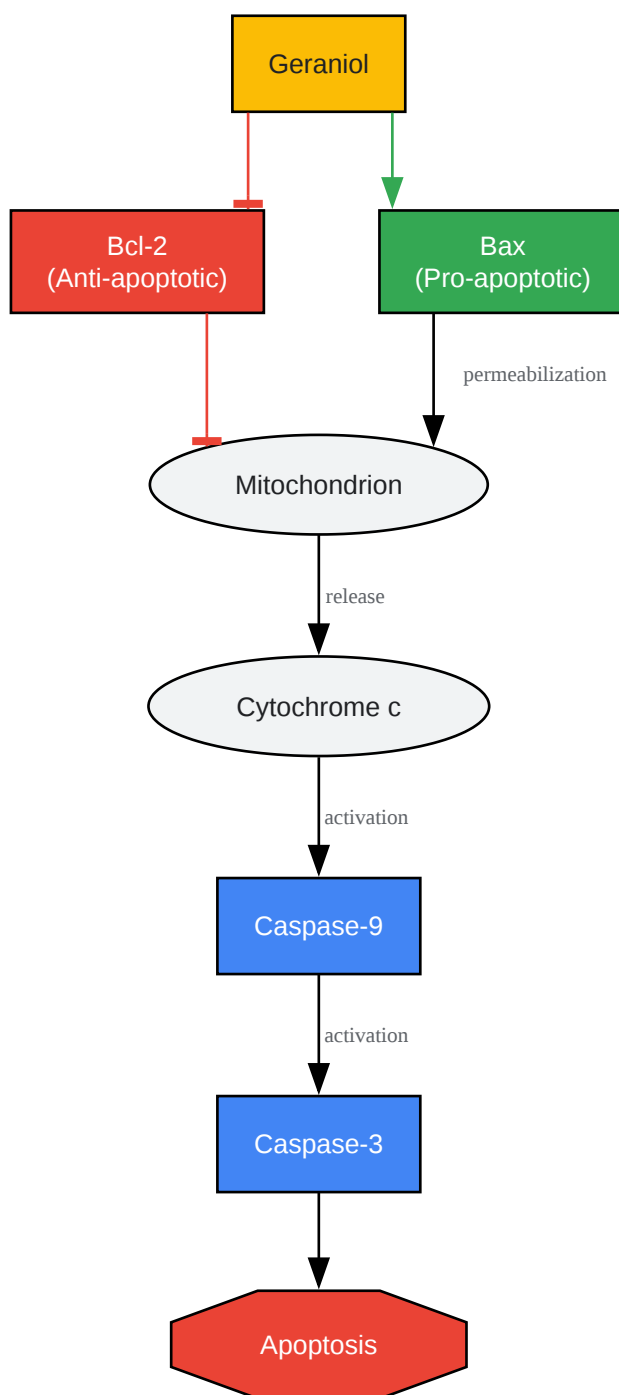 Geraniol
Bcl-2
(Anti-apoptotic)
Bax
(Pro-apoptotic)
permeabilization
Mitochondrion
release
Cytochrome c
activation
Caspase-9
activation
Caspase-3
Apoptosis